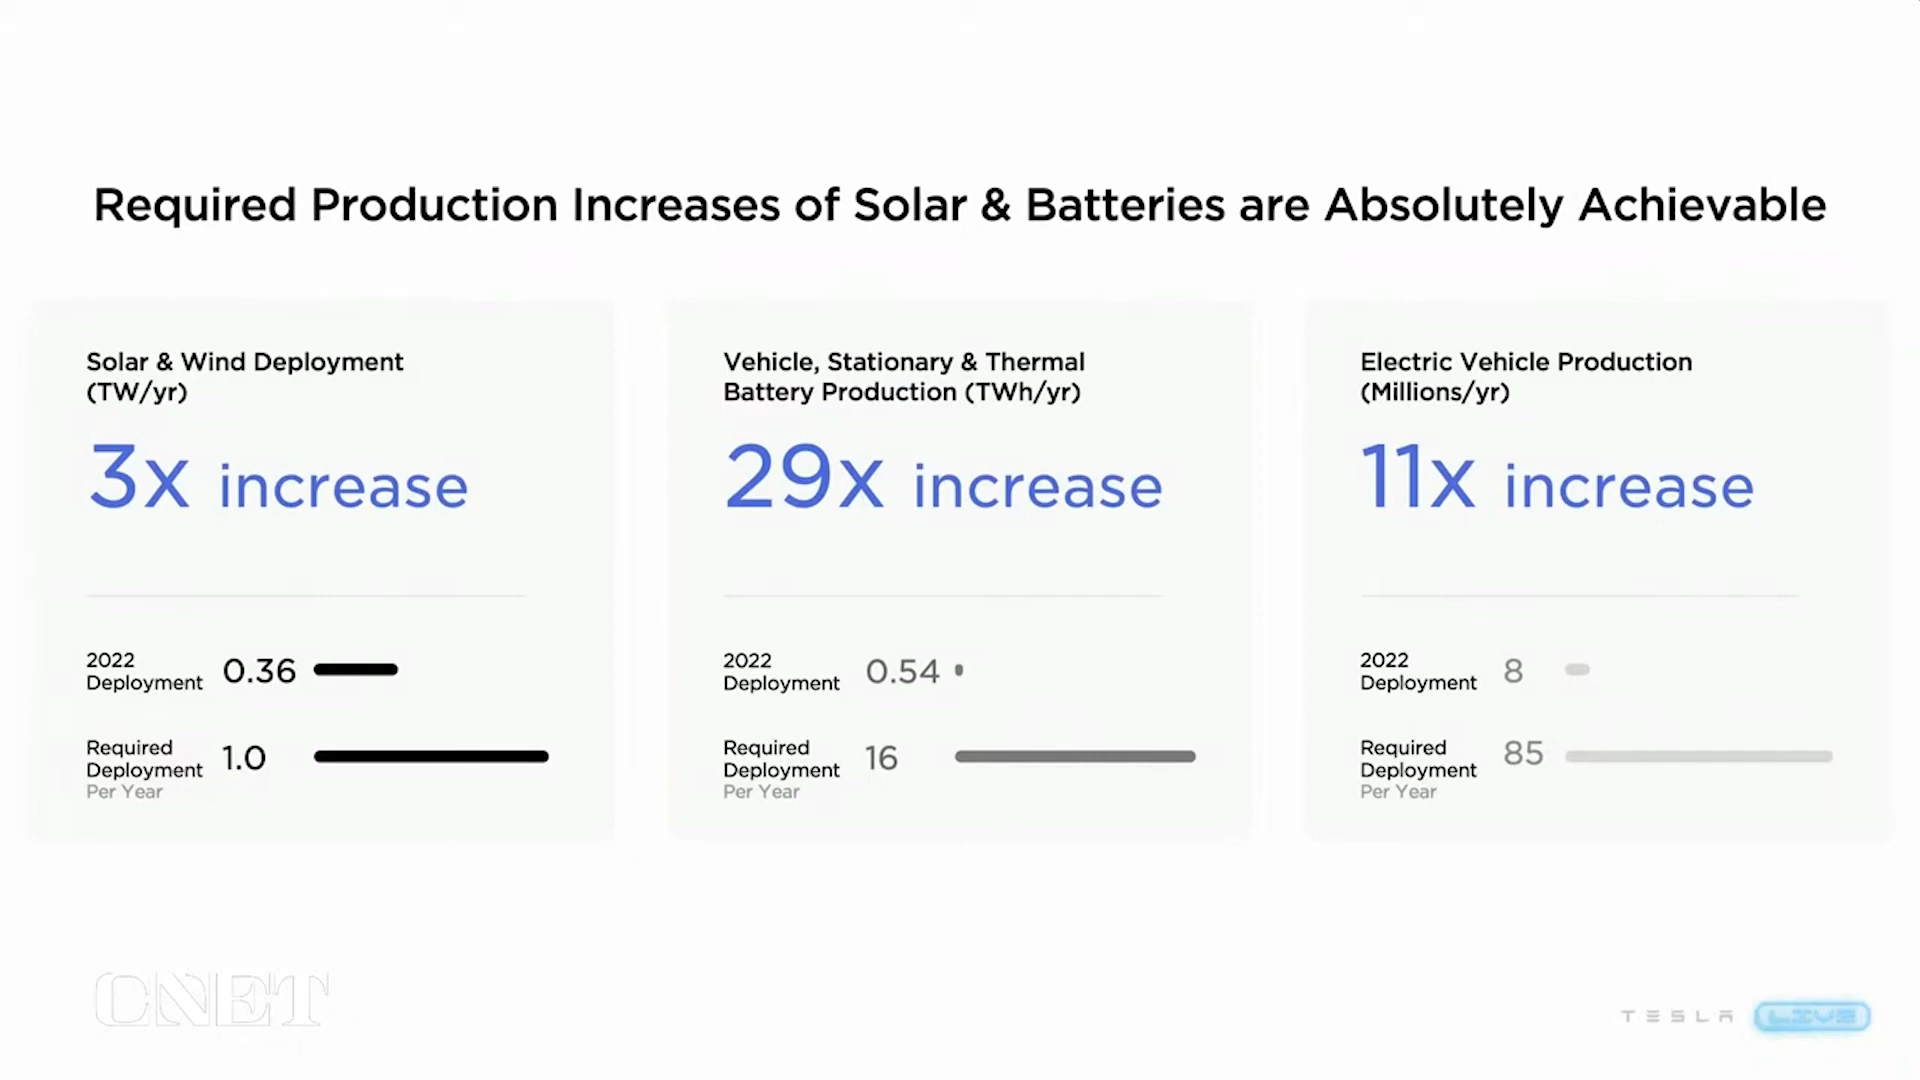 Required Production Increases of Solar & Batteries are Absolutely Achievable
Solar & Wind Deployment
(TW/yr)
3x increase
2022
Deployment
0.36
Required
Deployment
Per Year
1.0
Vehicle, Stationary & Thermal
Battery Production (TWh/yr)
29x increase
2022
Deployment
0.54
Required
Deployment
Per Year
16
Electric Vehicle Production
(Millions/yr)
11x increase
2022
Deployment
8
Required
Deployment
Per Year
85
CNET
TESLA LIVE